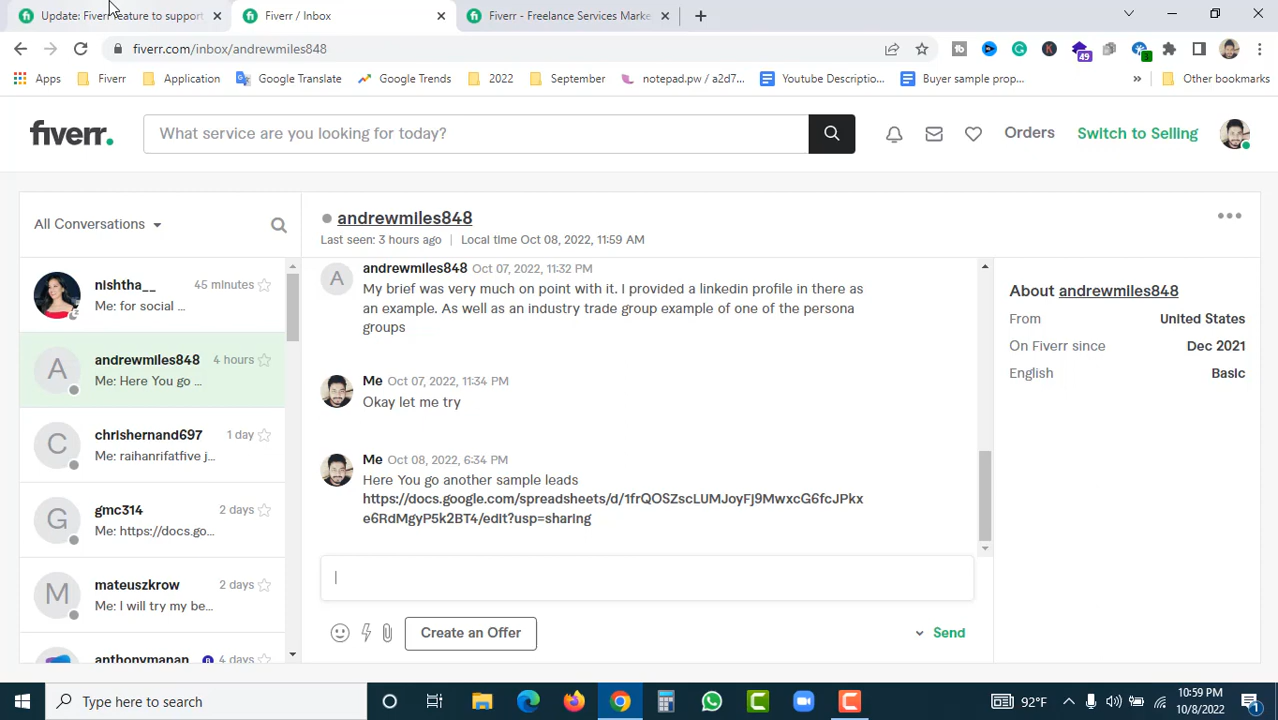 Update: Fiverr feature to support
Fiverr / Inbox
Fiverr - Freelance Services Marke
fiverr.com/inbox/andrewmiles848
49
3
Apps
Fiverr
Application
Google Translate
Google Trends
2022
September
notepad.pw / azd7...
Youtube Descriptio...
Buyer sample prop...
»
Other bookmarks
fiverr.
What service are you looking for today?
Orders
Switch to Selling
All Conversations
andrewmiles848
Last seen: 3 hours ago | Local time Oct 08, 2022, 11:59 AM
nishtha__
45 minutes
Me: for social ...
A
andrewmiles848
4 hours
Me: Here You go ...
C
chrishernand697
1 day
Me: raihanrifatfive j...
G
gmc314
2 days
Me: https://docs.go...
M
mateuszkrow
2 days
Me: I will try my be...
anthonymanan
4 days
A
andrewmiles848 Oct 07, 2022, 11:32 PM
My brief was very much on point with it. I provided a linkedin profile in there as
an example. As well as an industry trade group example of one of the persona
groups
Me Oct 07, 2022, 11:34 PM
Okay let me try
Me Oct 08, 2022, 6:34 PM
Here You go another sample leads
https://docs.google.com/spreadsheets/d/1frQOSZscLUMJoyFj9MwxcG6fcJPkx
e6RdMgyP5k2BT4/edit?usp=sharing
Create an Offer
Send
About andrewmiles848
From United States
On Fiverr since Dec 2021
English Basic
Type here to search
92°F
10:59 PM
10/8/2022
1